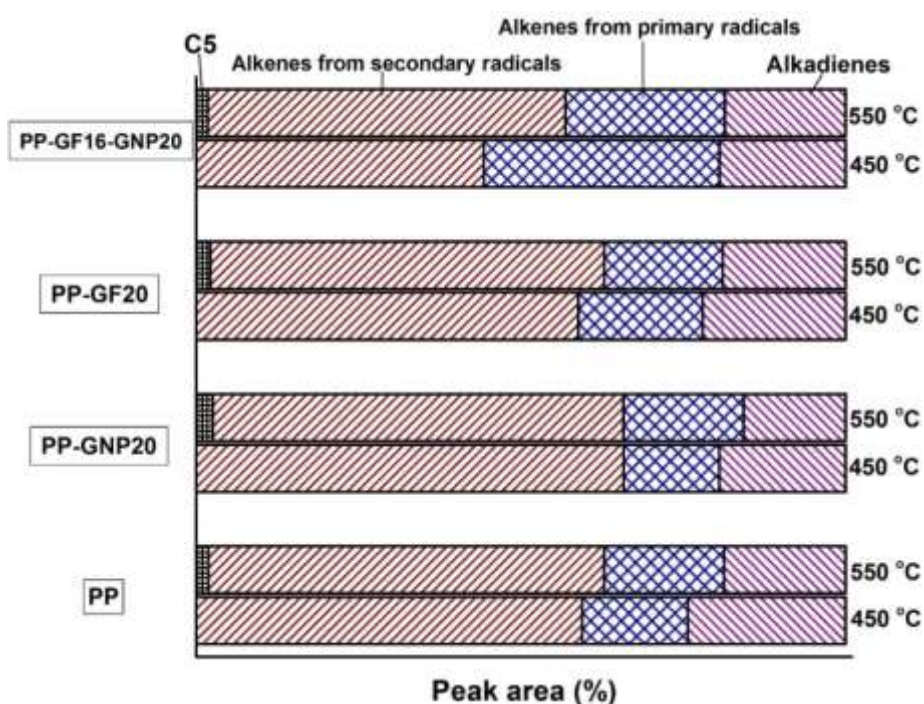 C5
Alkenes from secondary radicals
Alkenes from primary radicals
Alkadienes
PP-GF16-GNP20
550 °C
450 °C
PP-GF20
550 °C
450 °C
PP-GNP20
550 °C
450 °C
PP
550 °C
450 °C
Peak area (%)